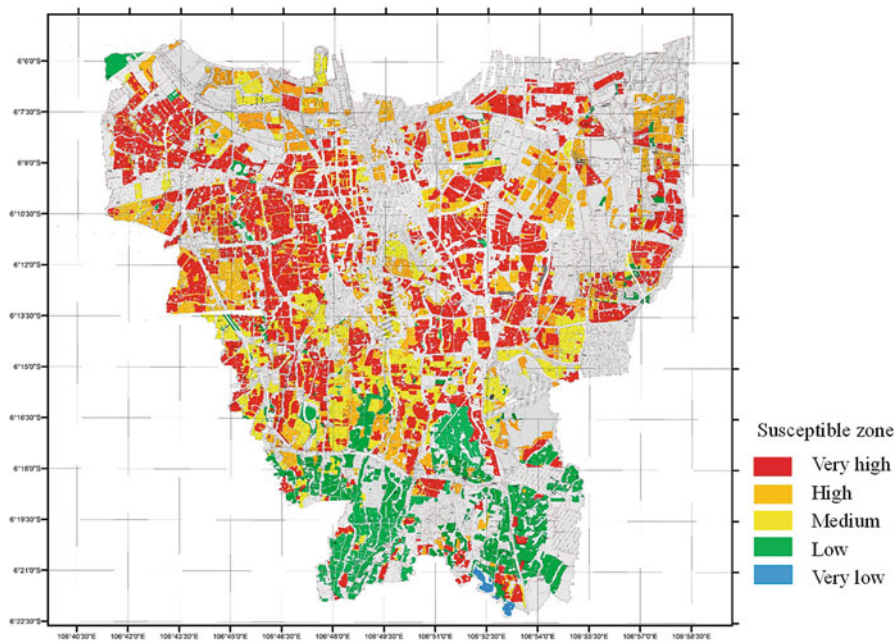 6°6'0"S
6°7'30"S
6°9'0"S
6°10'30"S
6°12'0"S
6°13'30"S
6°15'0"S
6°16'30"S
6°18'0"S
6°19'30"S
6°21'0"S
6°22'30"S
Susceptible zone
Very high
High
Medium
Low
Very low
106°40'30"E 106°42'0"E 106°43'30"E 106°45'0"E 106°46'30"E 106°48'0"E 106°49'30"E 106°51'0"E 106°52'30"E 106°54'0"E 106°55'30"E 106°57'0"E 106°58'30"E